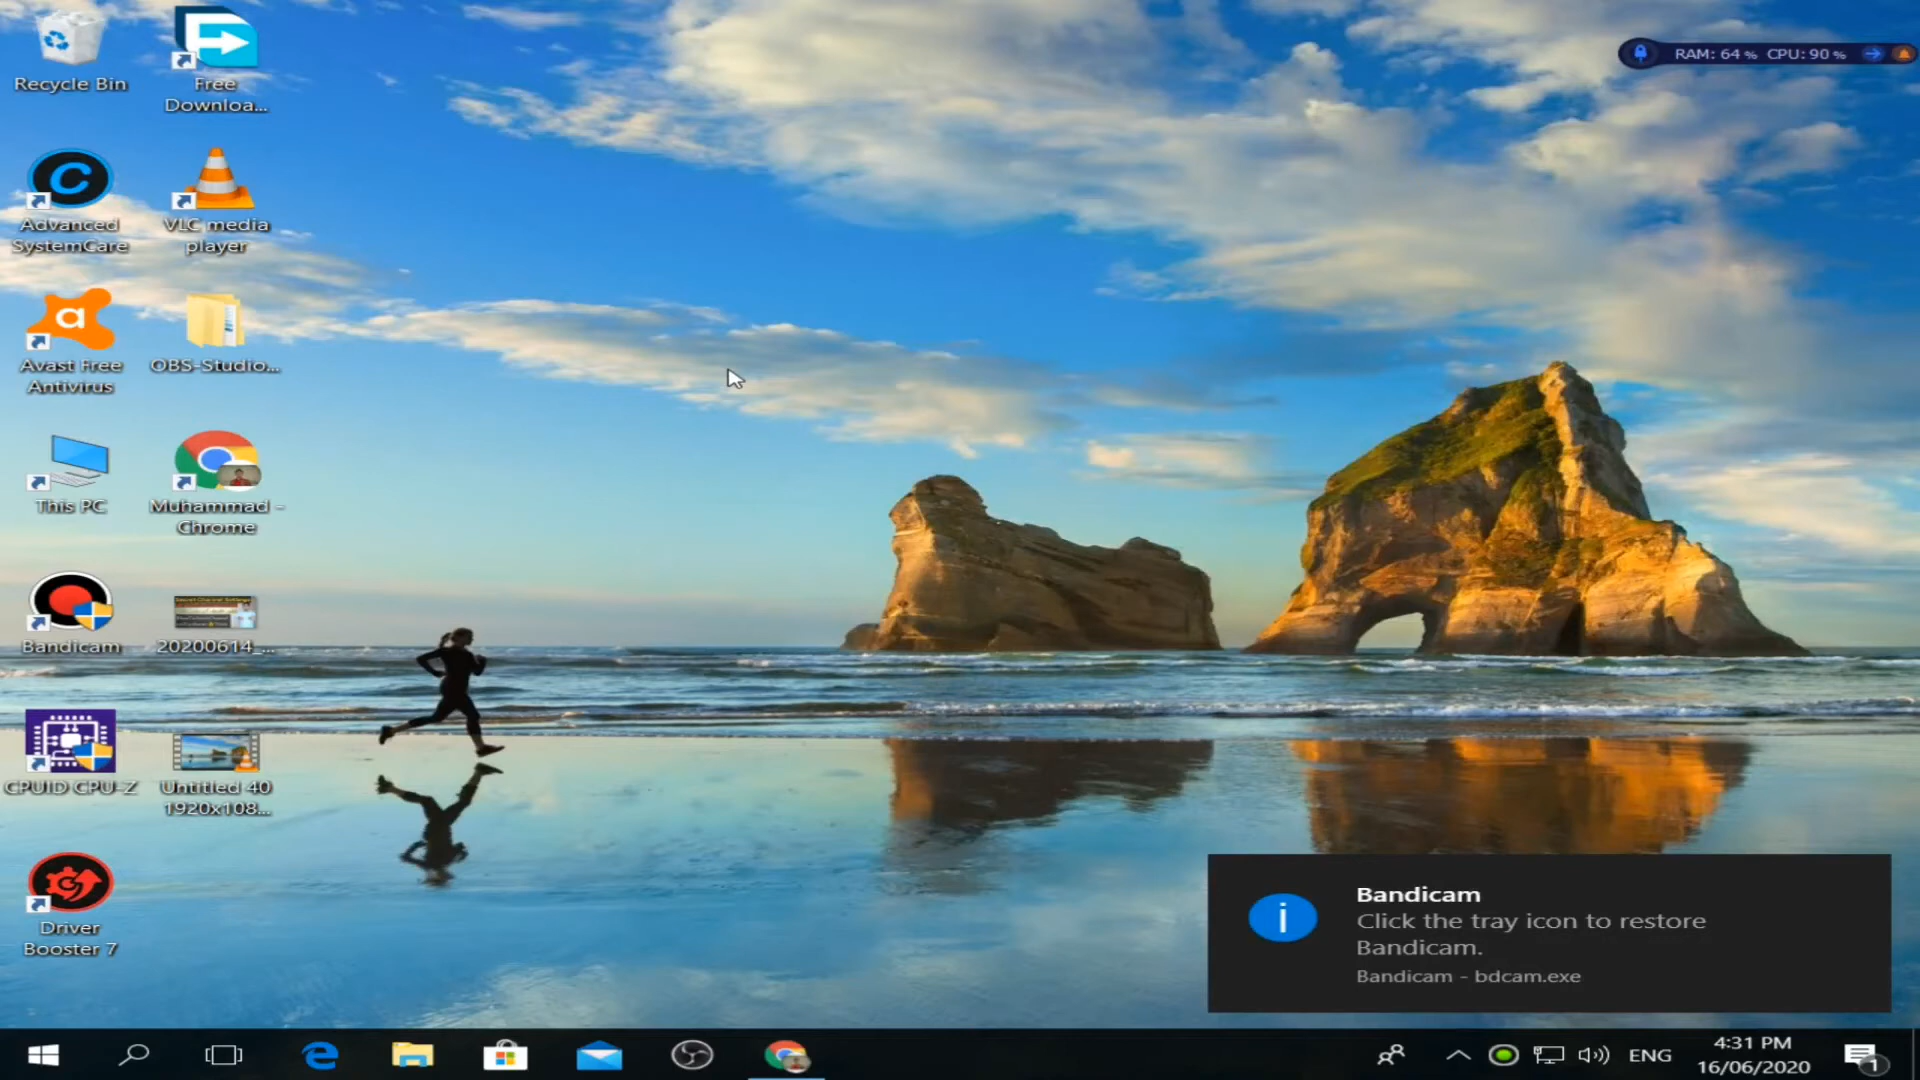 Recycle Bin
Free
Downloa...
RAM: 64 % CPU: 90 %
Advanced
SystemCare
VLC media
player
Avast Free
Antivirus
OBS-Studio...
This PC
Muhammad -
Chrome
Bandicam
20200614_...
CPUID CPU-Z
Untitled 40
1920x108...
Driver
Booster 7
Bandicam
Click the tray icon to restore
Bandicam.
Bandicam - bdcam.exe
ENG
4:31 PM
16/06/2020
1